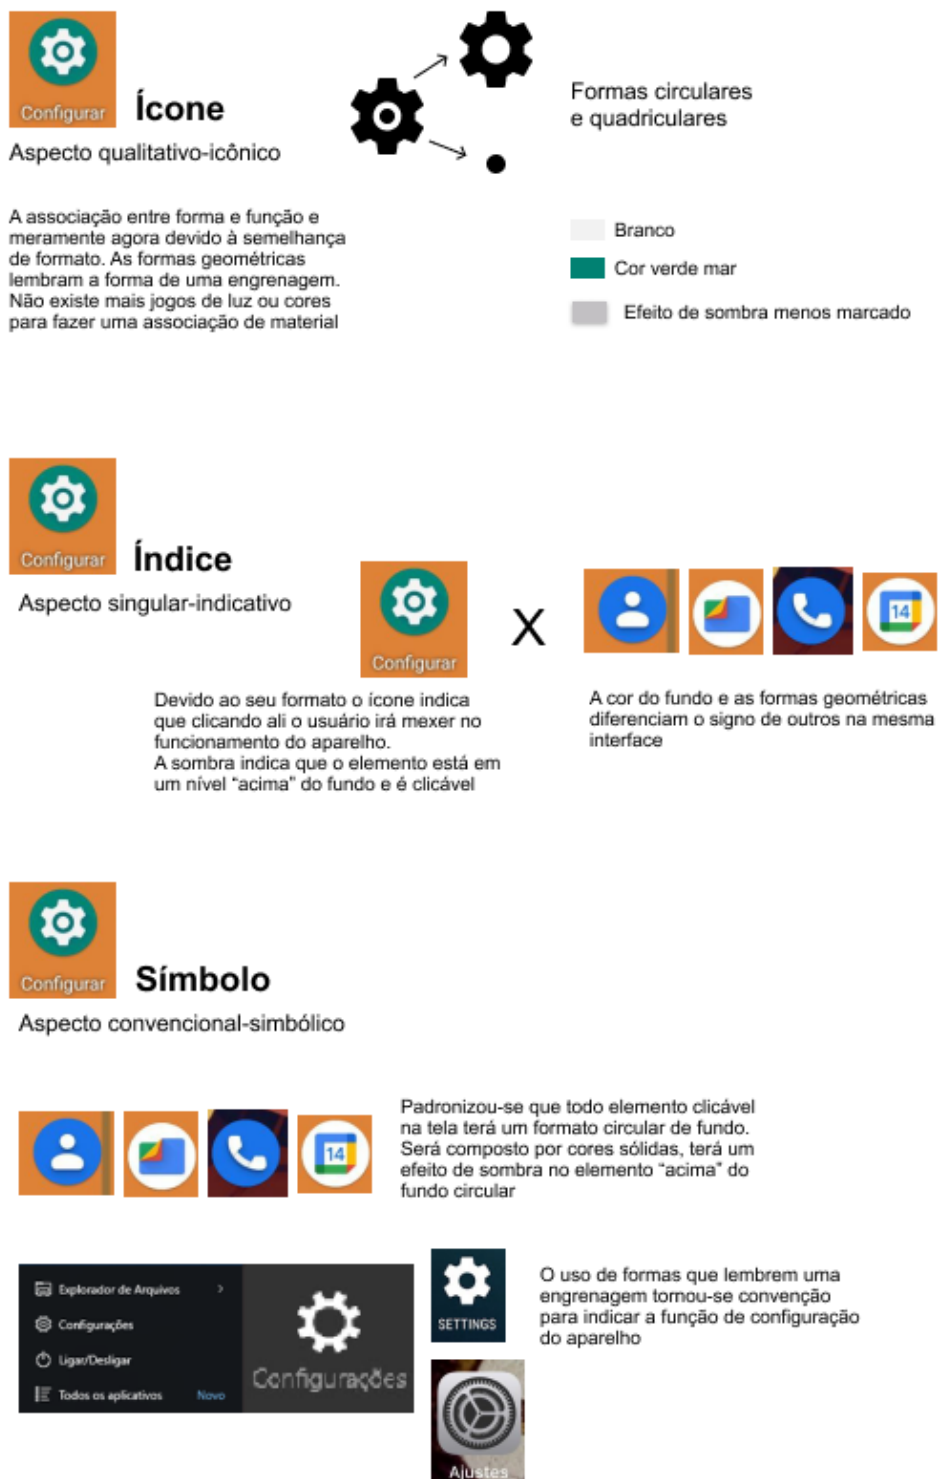 Configurar
Ícone
Aspecto qualitativo-icônico
Formas circulares
e quadriculares
A associação entre forma e função e
meramente agora devido à semelhança
de formato. As formas geométricas
lembram a forma de uma engrenagem.
Não existe mais jogos de luz ou cores
para fazer uma associação de material
Branco
Cor verde mar
Efeito de sombra menos marcado
Configurar
Índice
Aspecto singular-indicativo
Configurar
X
14
Devido ao seu formato o ícone indica
que clicando ali o usuário irá mexer no
funcionamento do aparelho.
A sombra indica que o elemento está em
um nível “acima” do fundo e é clicável
A cor do fundo e as formas geométricas
diferenciam o signo de outros na mesma
interface
Configurar
Símbolo
Aspecto convencional-simbólico
14
Padronizou-se que todo elemento clicável
na tela terá um formato circular de fundo.
Será composto por cores sólidas, terá um
efeito de sombra no elemento “acima” do
fundo circular
Explorador de Arquivos
Configurações
Ligar/Desligar
Todos os aplicativos Novo
Configurações
SETTINGS
Ajustes
O uso de formas que lembrem uma
engrenagem tornou-se convenção
para indicar a função de configuração
do aparelho